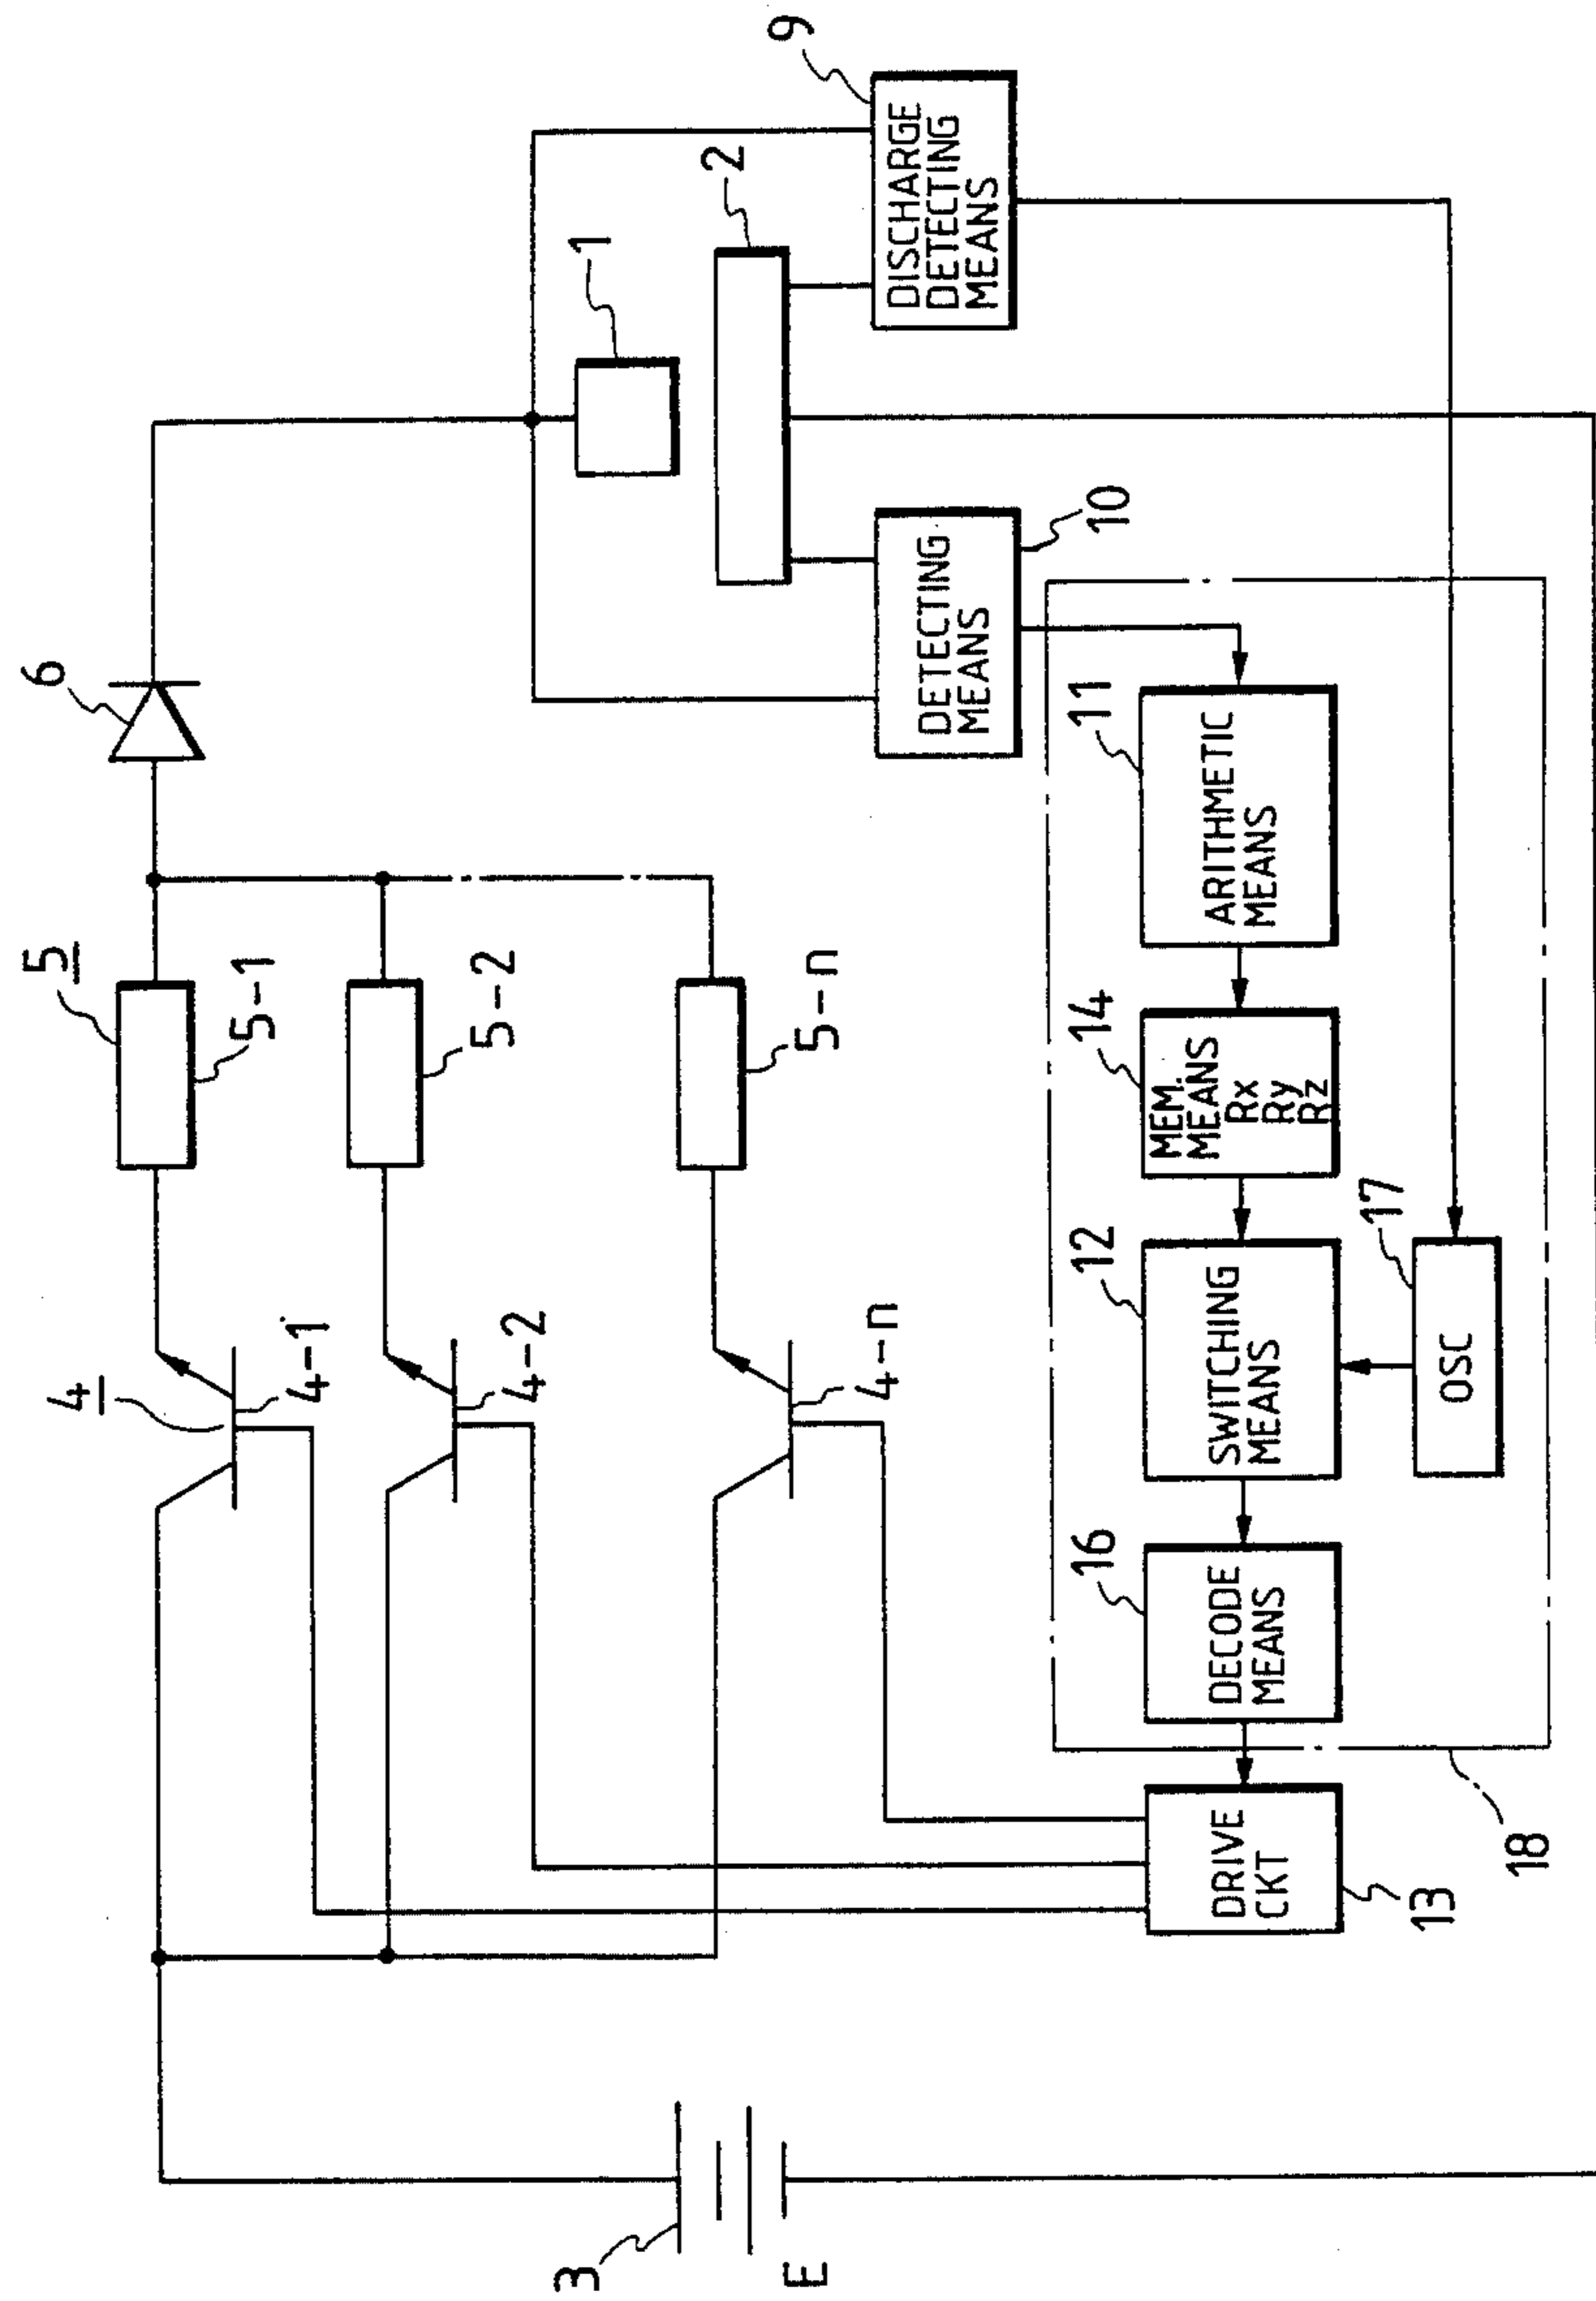 5
6
4
5-1
4-1
1
9
5-2
2
4-2
3
5-n
4-n
E
DISCHARGE
DETECTING
MEANS
DETECTING
MEANS
10
11
14
12
16
ARITHMETIC
MEANS
MEM.
MEANS
Rx
Ry
Rz
SWITCHING
MEANS
DECODE
MEANS
DRIVE
CKT
17
OSC
13
18